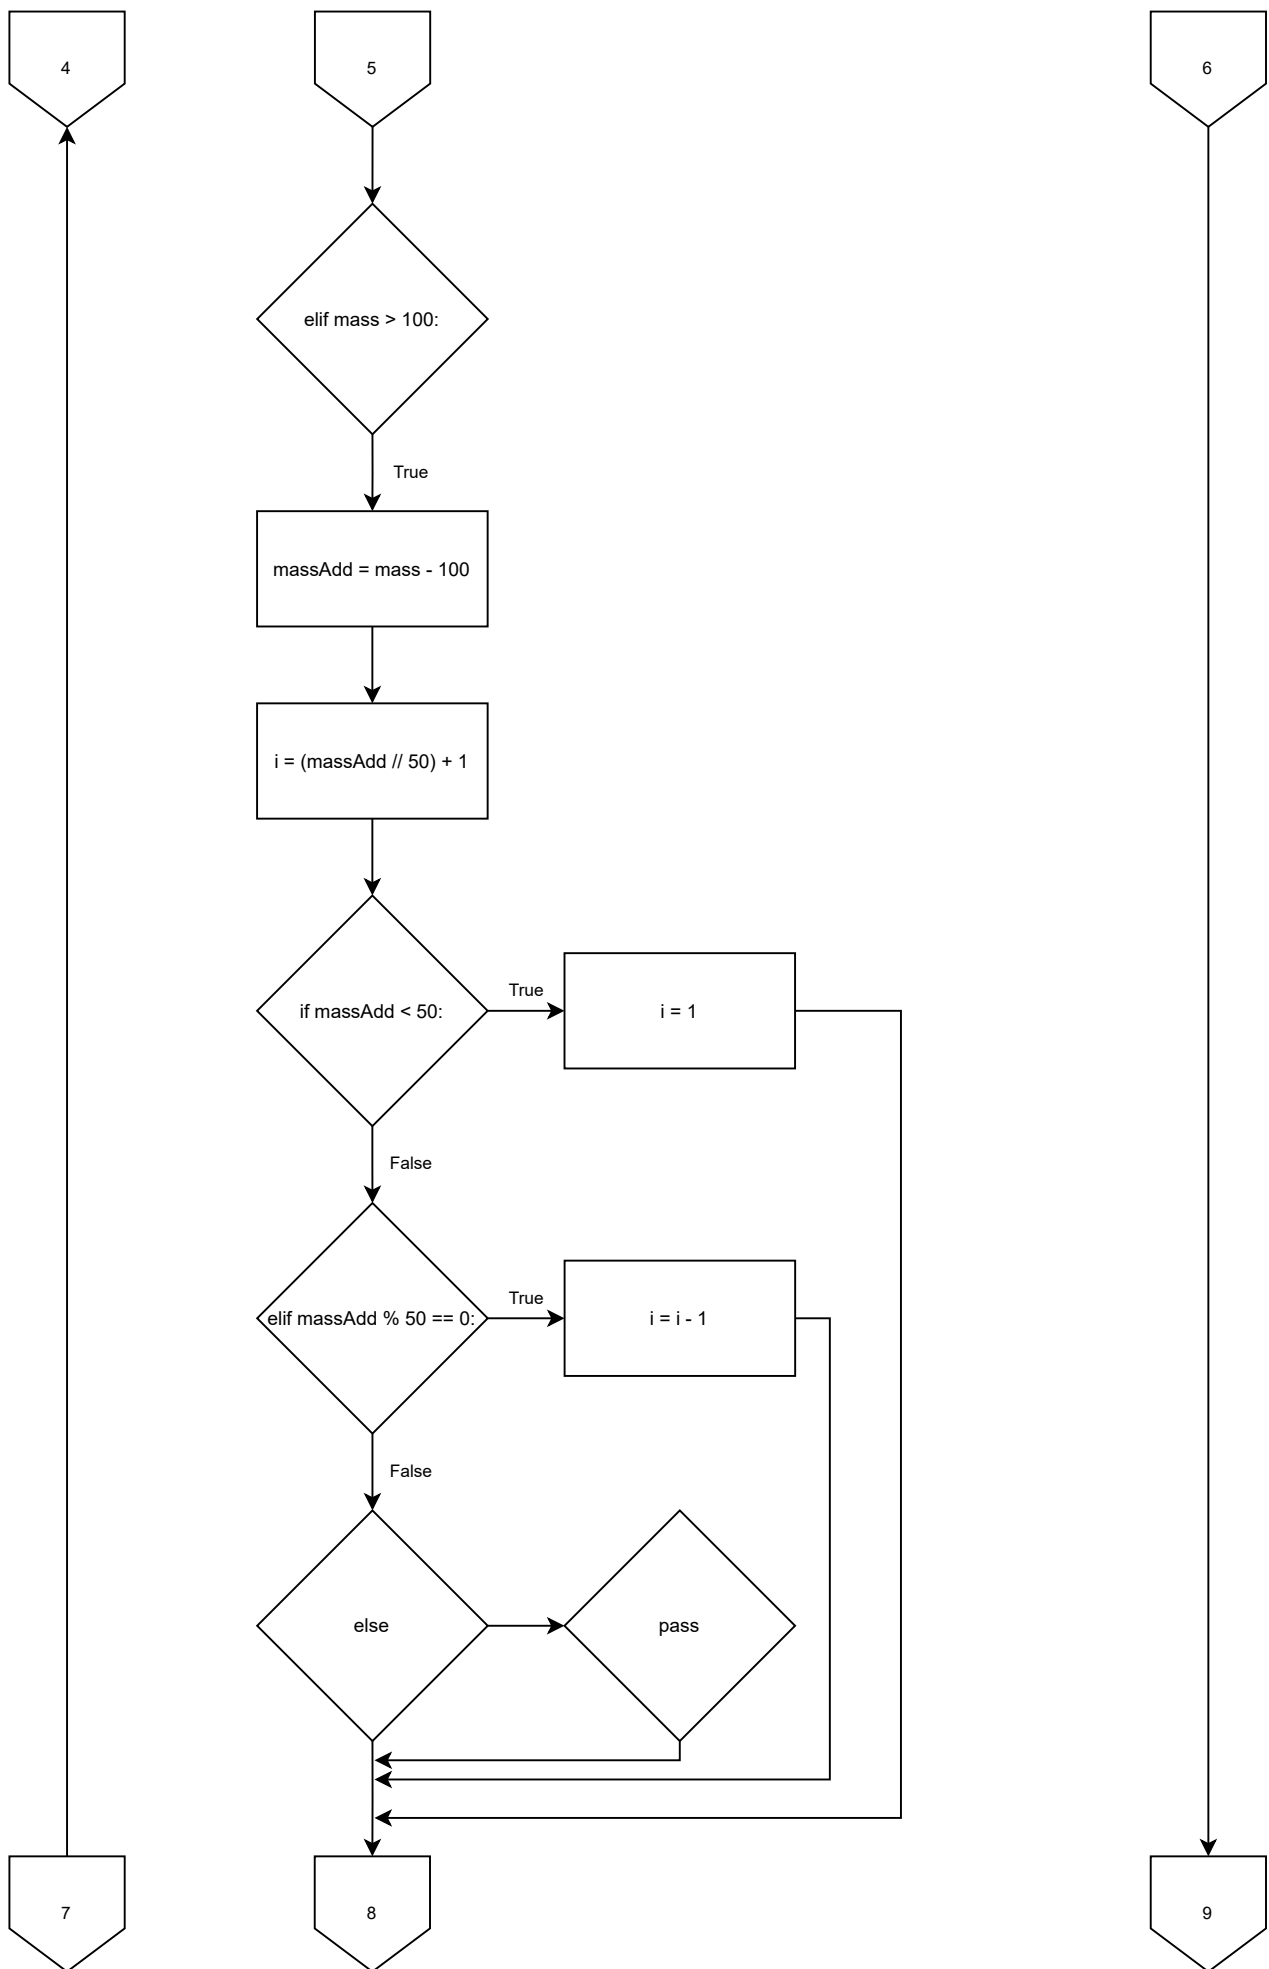 4
5
6
elif mass > 100:
True
massAdd = mass - 100
i = (massAdd // 50) + 1
if massAdd < 50:
True
i = 1
False
elif massAdd % 50 == 0:
True
i = i - 1
False
else
pass
7
8
9